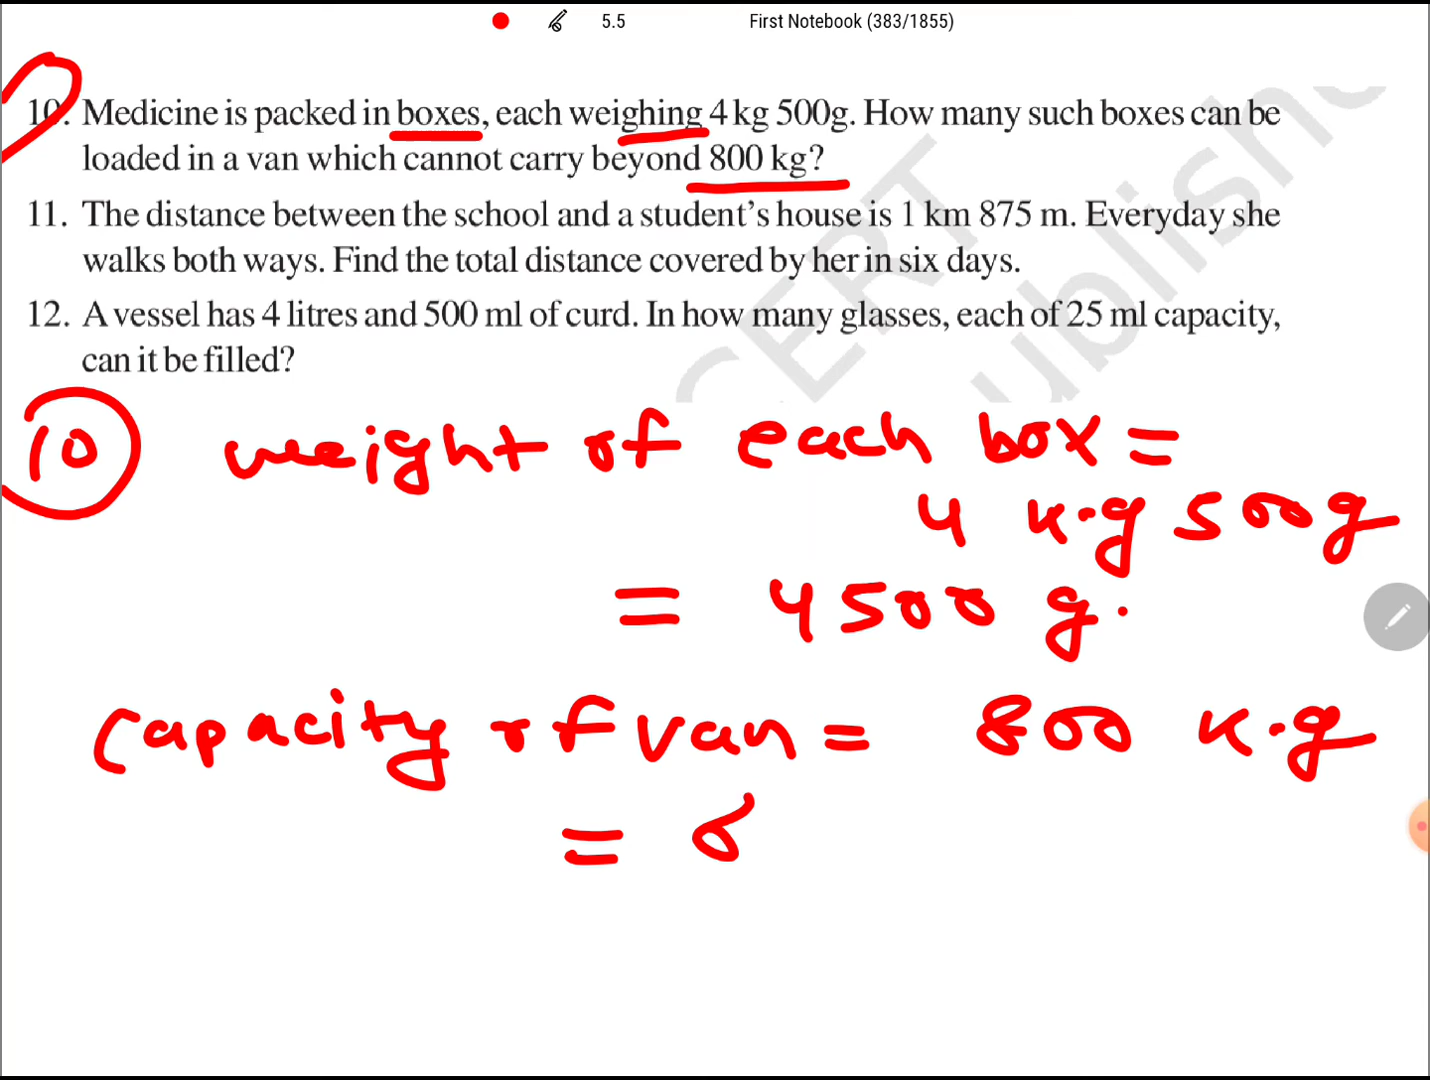 5.5 First Notebook (383/1855)
10. Medicine is packed in boxes, each weighing 4 kg 500g. How many such boxes can be
loaded in a van which cannot carry beyond 800 kg?
11. The distance between the school and a student’s house is 1 km 875 m. Everyday she
walks both ways. Find the total distance covered by her in six days.
12. A vessel has 4 litres and 500 ml of curd. In how many glasses, each of 25 ml capacity,
can it be filled?
10 weight of each box =
4 k.g 500g
= 4500 g.
capacity of van = 800 k.g
=